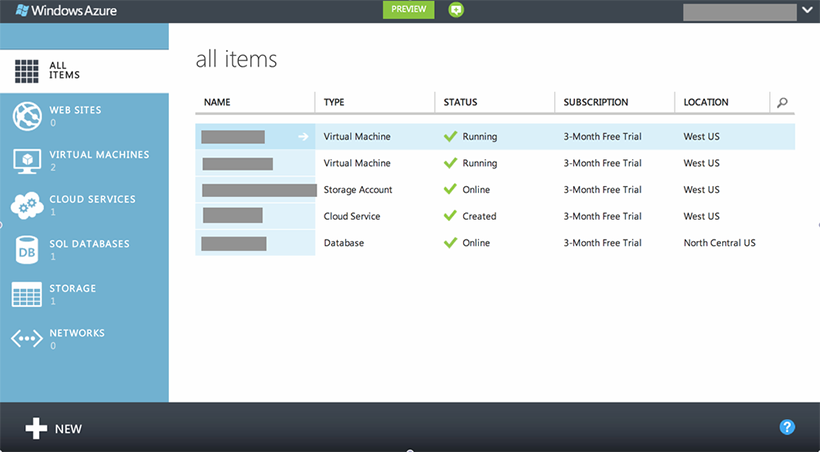 Windows Azure
PREVIEW
ALL
ITEMS
WEB SITES
0
VIRTUAL MACHINES
2
CLOUD SERVICES
1
DB
SQL DATABASES
1
STORAGE
1
NETWORKS
0
all items
NAME TYPE STATUS SUBSCRIPTION LOCATION
Virtual Machine Running 3-Month Free Trial West US
Virtual Machine Running 3-Month Free Trial West US
Storage Account Online 3-Month Free Trial West US
Cloud Service Created 3-Month Free Trial West US
Database Online 3-Month Free Trial North Central US
NEW
?